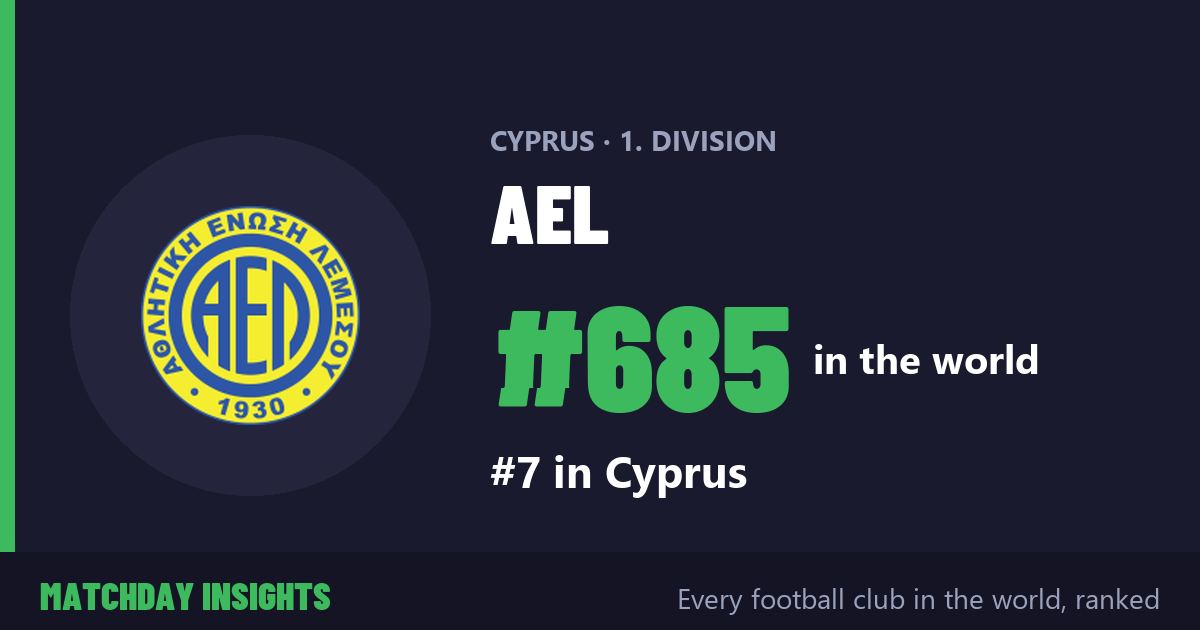 CYPRUS · 1. DIVISION
AEL
ΑΘΛΗΤΙΚΗ ΕΝΩΣΗ ΛΕΜΕΣΟΥ
ΑΕΛ
• 1930 •
#685 in the world
#7 in Cyprus
MATCHDAY INSIGHTS
Every football club in the world, ranked